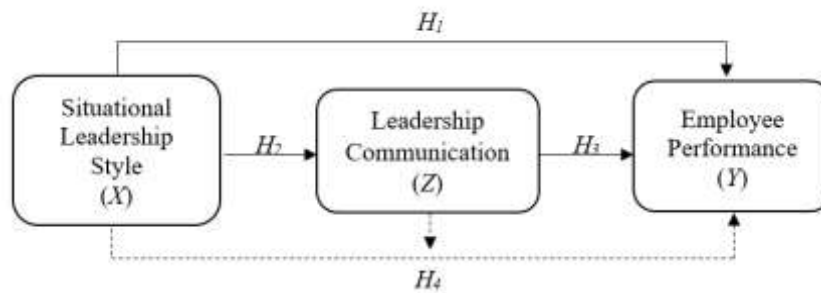 H1
Situational
Leadership
Style
(X)
H2
Leadership
Communication
(Z)
H3
Employee
Performance
(Y)
H4